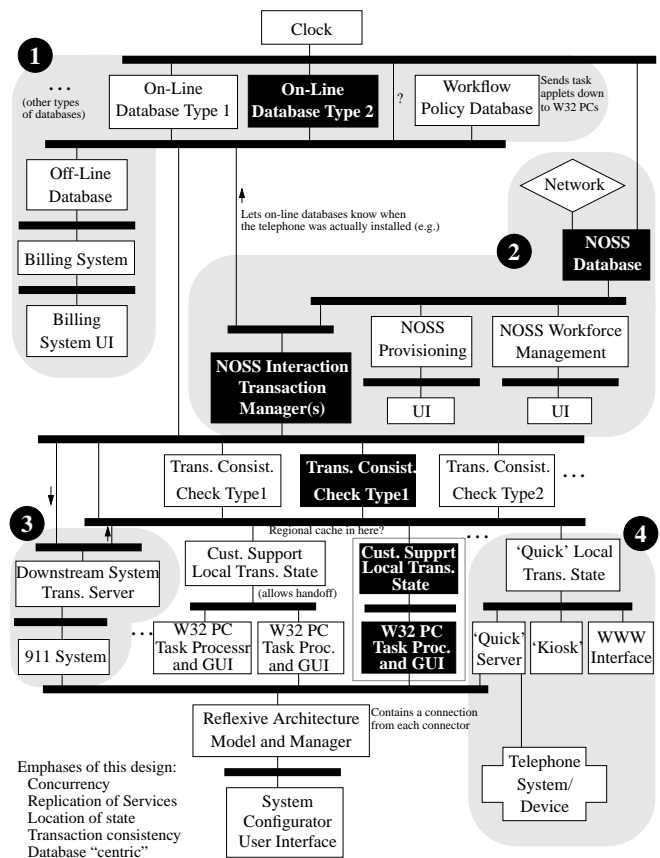 Clock
1
. . .
(other types
of databases)
On-Line
Database Type 1
On-Line
Database Type 2
?
Workflow
Policy Database
Sends task
applets down
to W32 PCs
Off-Line
Database
Billing System
Billing
System UI
Lets on-line databases know when
the telephone was actually installed (e.g.)
Network
2
NOSS
Database
NOSS Interaction
Transaction
Manager(s)
NOSS
Provisioning
UI
NOSS Workforce
Management
UI
Trans. Consist.
Check Type1
Trans. Consist.
Check Type1
Trans. Consist.
Check Type2
. . .
3
Regional cache in here?
. . .
4
Downstream System
Trans. Server
911 System
Cust. Support
Local Trans. State
(allows handoff)
. . .
W32 PC
Task Processr
and GUI
W32 PC
Task Proc.
and GUI
Cust. Supprt
Local Trans.
State
W32 PC
Task Proc.
and GUI
‘Quick’ Local
Trans. State
‘Quick’
Server
‘Kiosk’
WWW
Interface
Reflexive Architecture
Model and Manager
Contains a connection
from each connector
System
Configurator
User Interface
Telephone
System/
Device
Emphases of this design:
Concurrency
Replication of Services
Location of state
Transaction consistency
Database “centric”